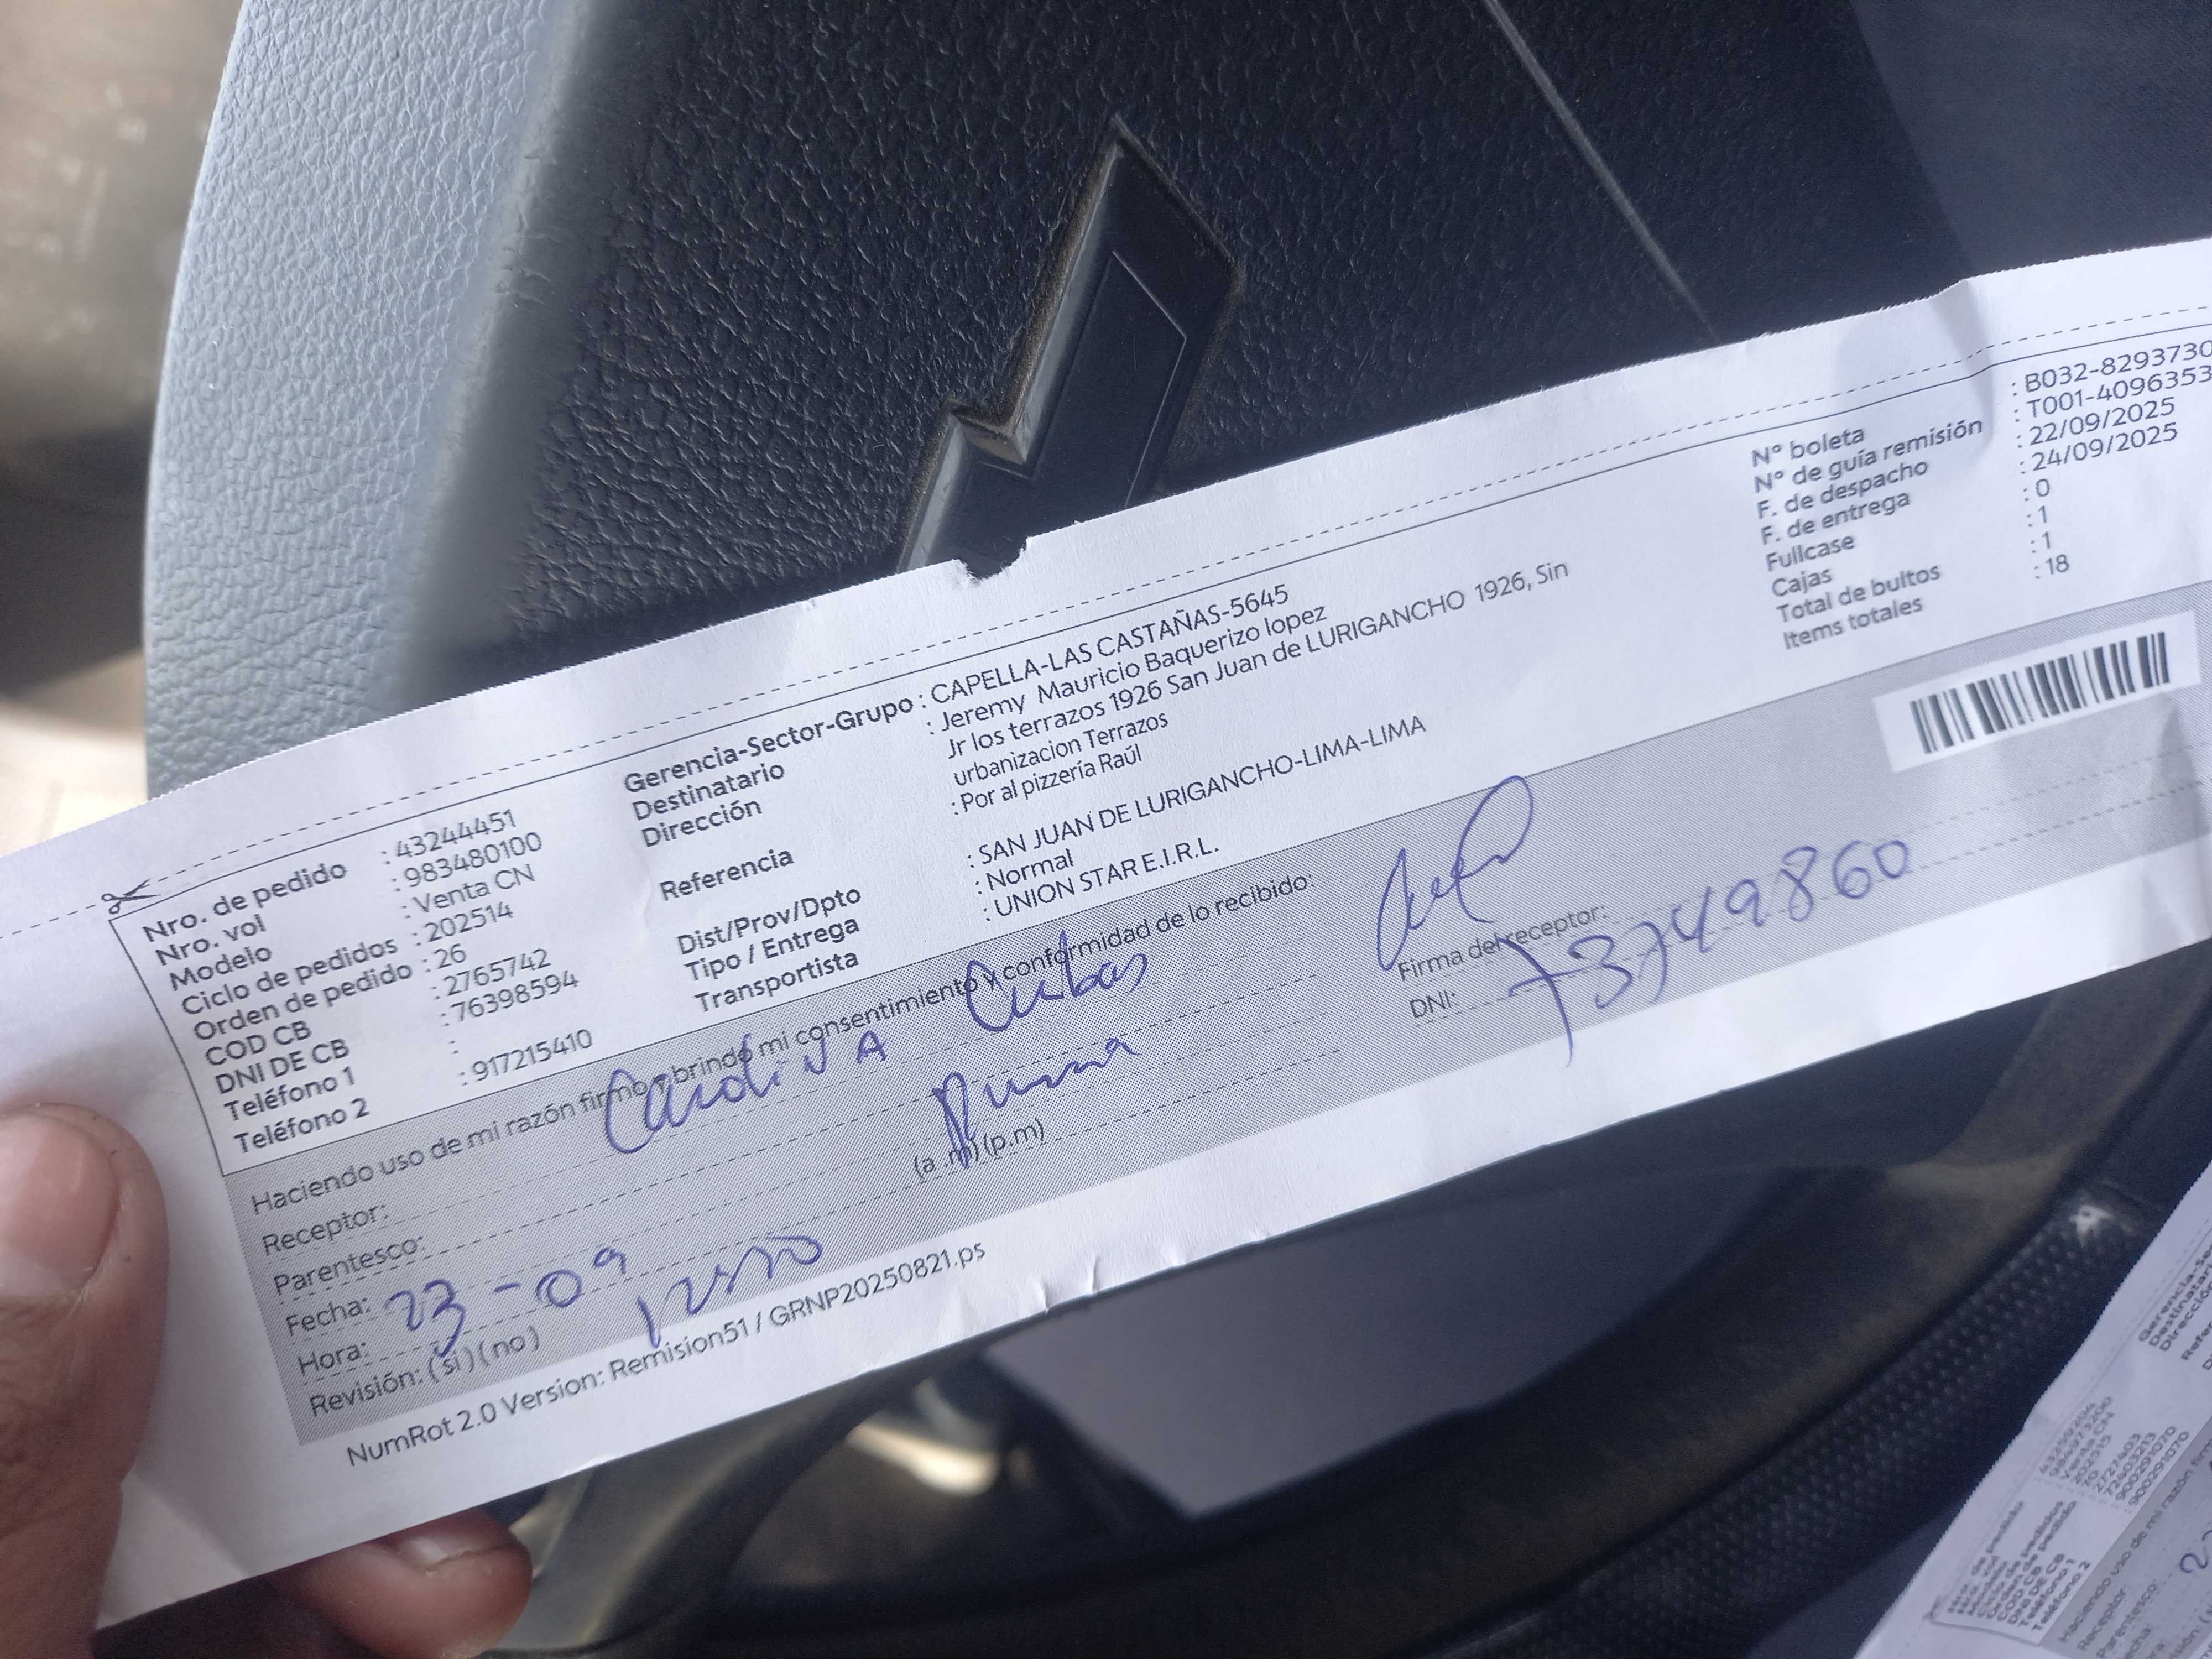 Nro. de pedido : 43244451
Nro. vol : 983480100
Modelo : Venta CN
Ciclo de pedidos : 202514
Orden de pedido : 26
COD CB : 2765742
DNI DE CB : 76398594
Teléfono 1 :
Teléfono 2 : 917215410
Gerencia-Sector-Grupo : CAPELLA-LAS CASTAÑAS-5645
Destinatario : Jeremy Mauricio Baquerizo lopez
Dirección Jr los terrazos 1926 San Juan de LURIGANCHO 1926, Sin
urbanizacion Terrazos
Referencia : Por al pizzería Raúl
Dist/Prov/Dpto : SAN JUAN DE LURIGANCHO-LIMA-LIMA
Tipo / Entrega : Normal
Transportista : UNION STAR E.I.R.L.
N° boleta : B032-8293730
N° de guía remisión : T001-4096353
F. de despacho : 22/09/2025
F. de entrega : 24/09/2025
Fullcase : 0
Cajas : 1
Total de bultos : 1
Items totales : 18
Haciendo uso de mi razón firmo y brindo mi consentimiento y conformidad de lo recibido:
Receptor: CaroliNA Cubas
Parentesco:
Fecha: 23-09
Hora: (a.m)(p.m)
Revisión: (si)(no)
Firma del receptor:
DNI: 73749860
NumRot 2.0 Version: Remision51 / GRNP20250821.ps